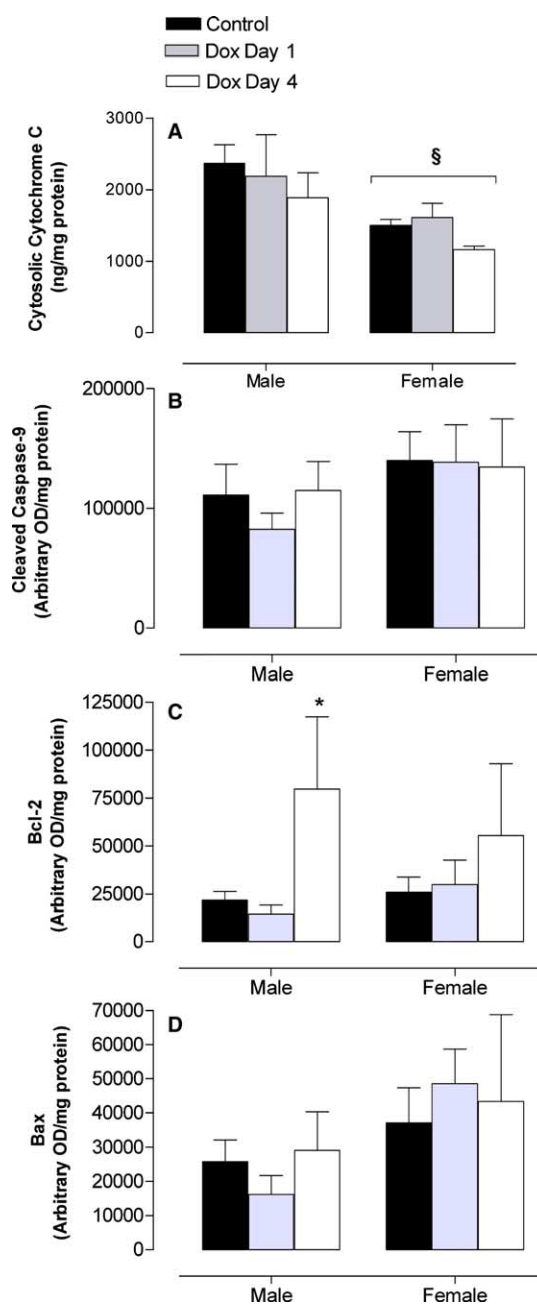 Control
Dox Day 1
Dox Day 4
A
Cytosolic Cytochrome C
(ng/mg protein)
3000
2000
1000
0
§
Male
Female
B
Cleaved Caspase-9
(Arbitrary OD/mg protein)
200000
100000
0
Male
Female
C
Bcl-2
(Arbitrary OD/mg protein)
125000
100000
75000
50000
25000
0
*
Male
Female
D
Bax
(Arbitrary OD/mg protein)
70000
60000
50000
40000
30000
20000
10000
0
Male
Female